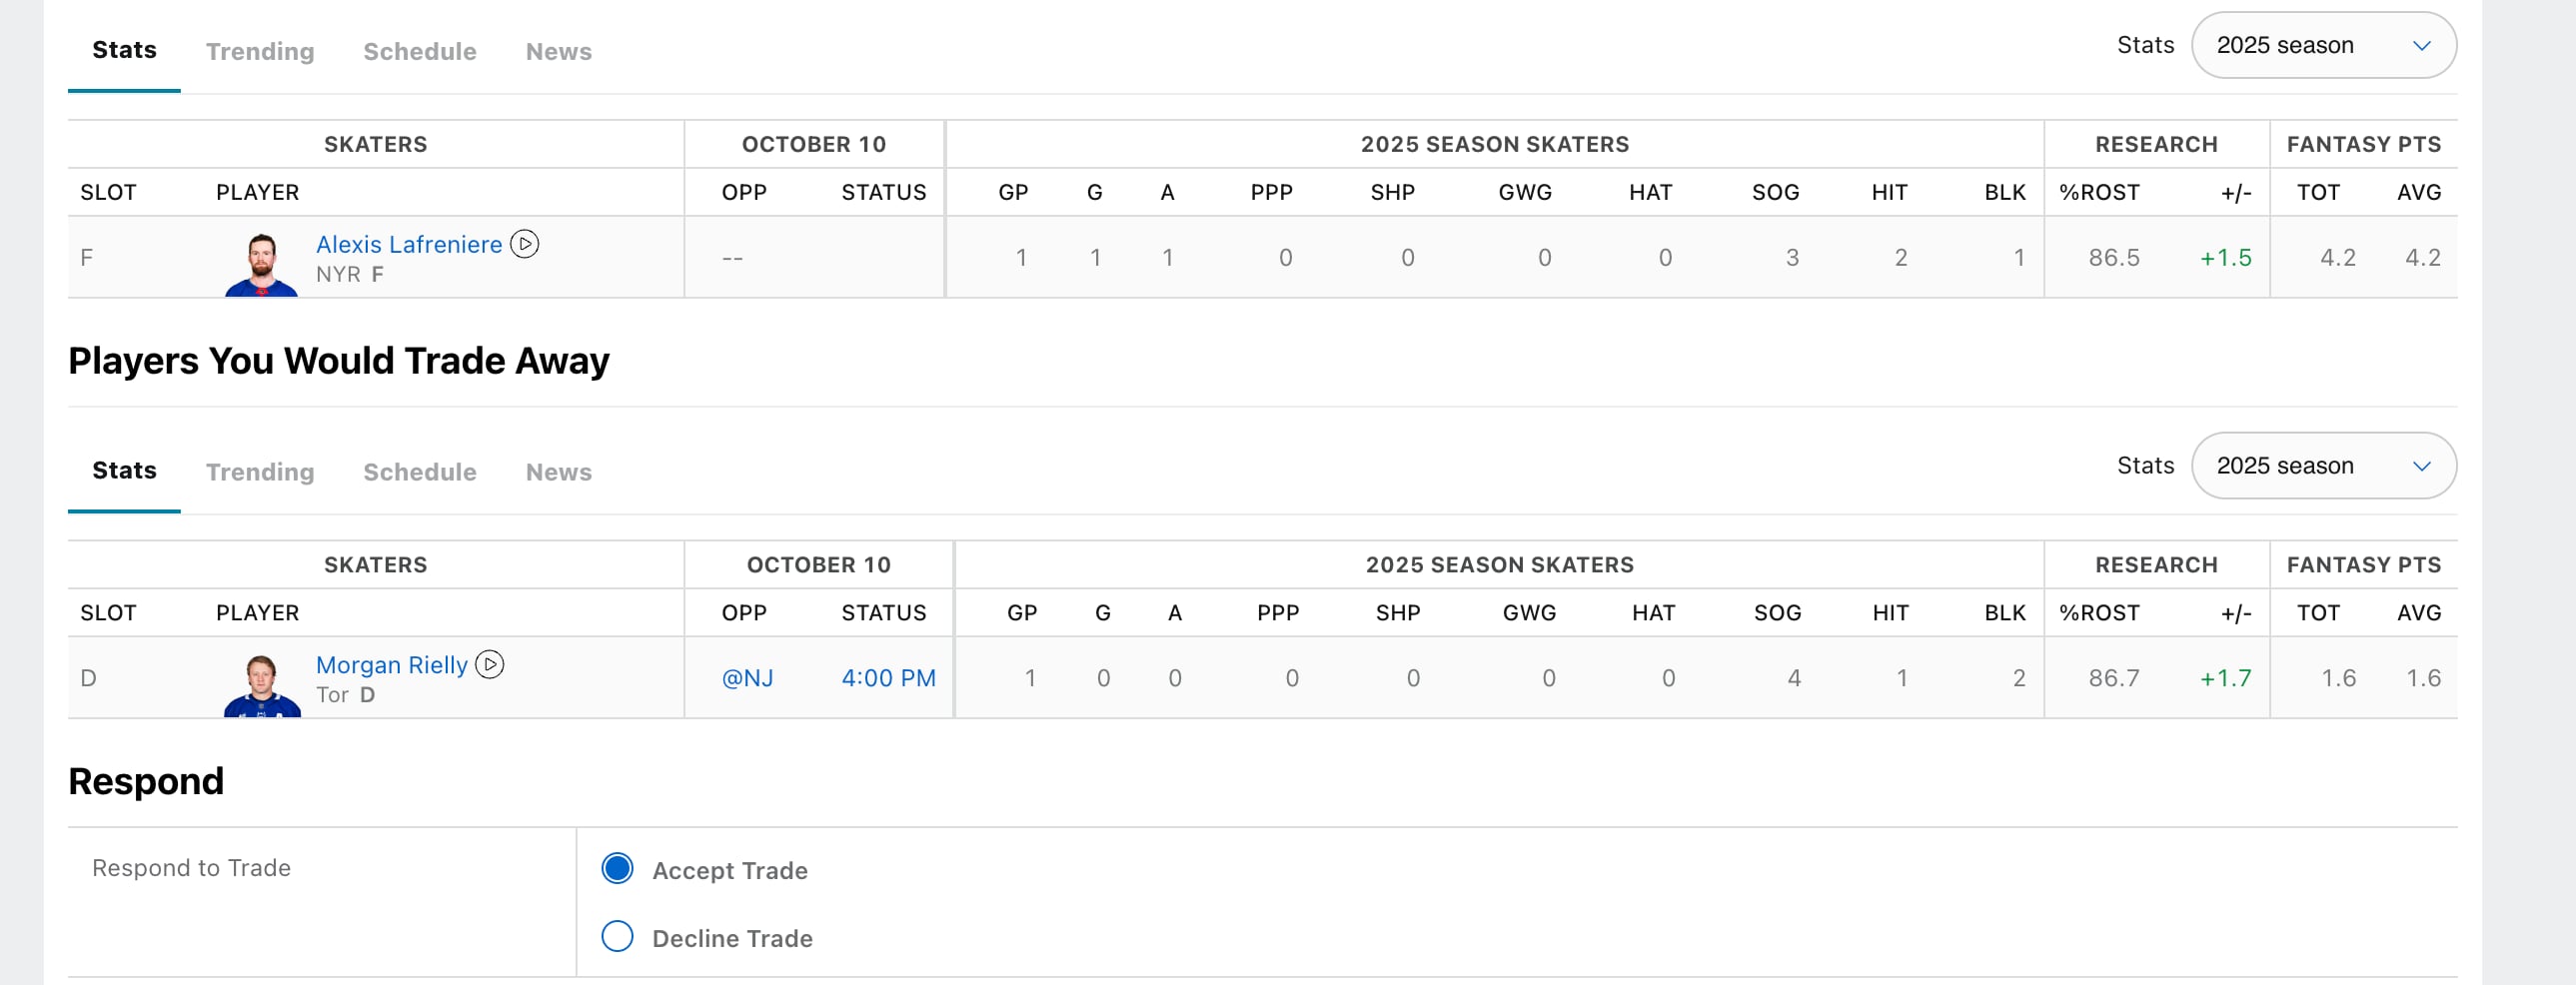 Stats Trending Schedule News Stats 2025 season
SKATERS OCTOBER 10 2025 SEASON SKATERS RESEARCH FANTASY PTS
SLOT PLAYER OPP STATUS GP G A PPP SHP GWG HAT SOG HIT BLK %ROST +/- TOT AVG
F Alexis Lafreniere -- 1 1 1 0 0 0 0 3 2 1 86.5 +1.5 4.2 4.2
NYR F
Players You Would Trade Away
Stats Trending Schedule News Stats 2025 season
SKATERS OCTOBER 10 2025 SEASON SKATERS RESEARCH FANTASY PTS
SLOT PLAYER OPP STATUS GP G A PPP SHP GWG HAT SOG HIT BLK %ROST +/- TOT AVG
D Morgan Rielly @NJ 4:00 PM 1 0 0 0 0 0 0 4 1 2 86.7 +1.7 1.6 1.6
Tor D
Respond
Respond to Trade Accept Trade
Decline Trade